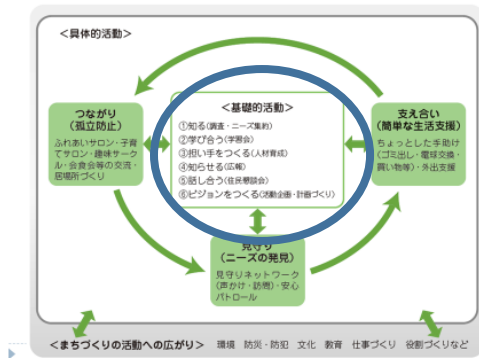 <具体的活動>
つながり
(孤立防止)
ふれあいサロン・子育
てサロン・趣味サーク
ル・会食会等の交流・
居場所づくり
<基礎的活動>
①知る(調査・ニーズ集約)
②学び合う(学習会)
③担い手をつくる(人材育成)
④知らせる(広報)
⑤話し合う(住民懇談会)
⑥ビジョンをつくる(活動企画・計画づくり)
支え合い
(簡単な生活支援)
ちょっとした手助け
(ゴミ出し・電球交換・
買い物等)・外出支援
見守り
(ニーズの発見)
見守りネットワーク
(声かけ・訪問)・安心
パトロール
<まちづくりの活動への広がり> 環境 防災・防犯 文化 教育 仕事づくり 役割づくりなど